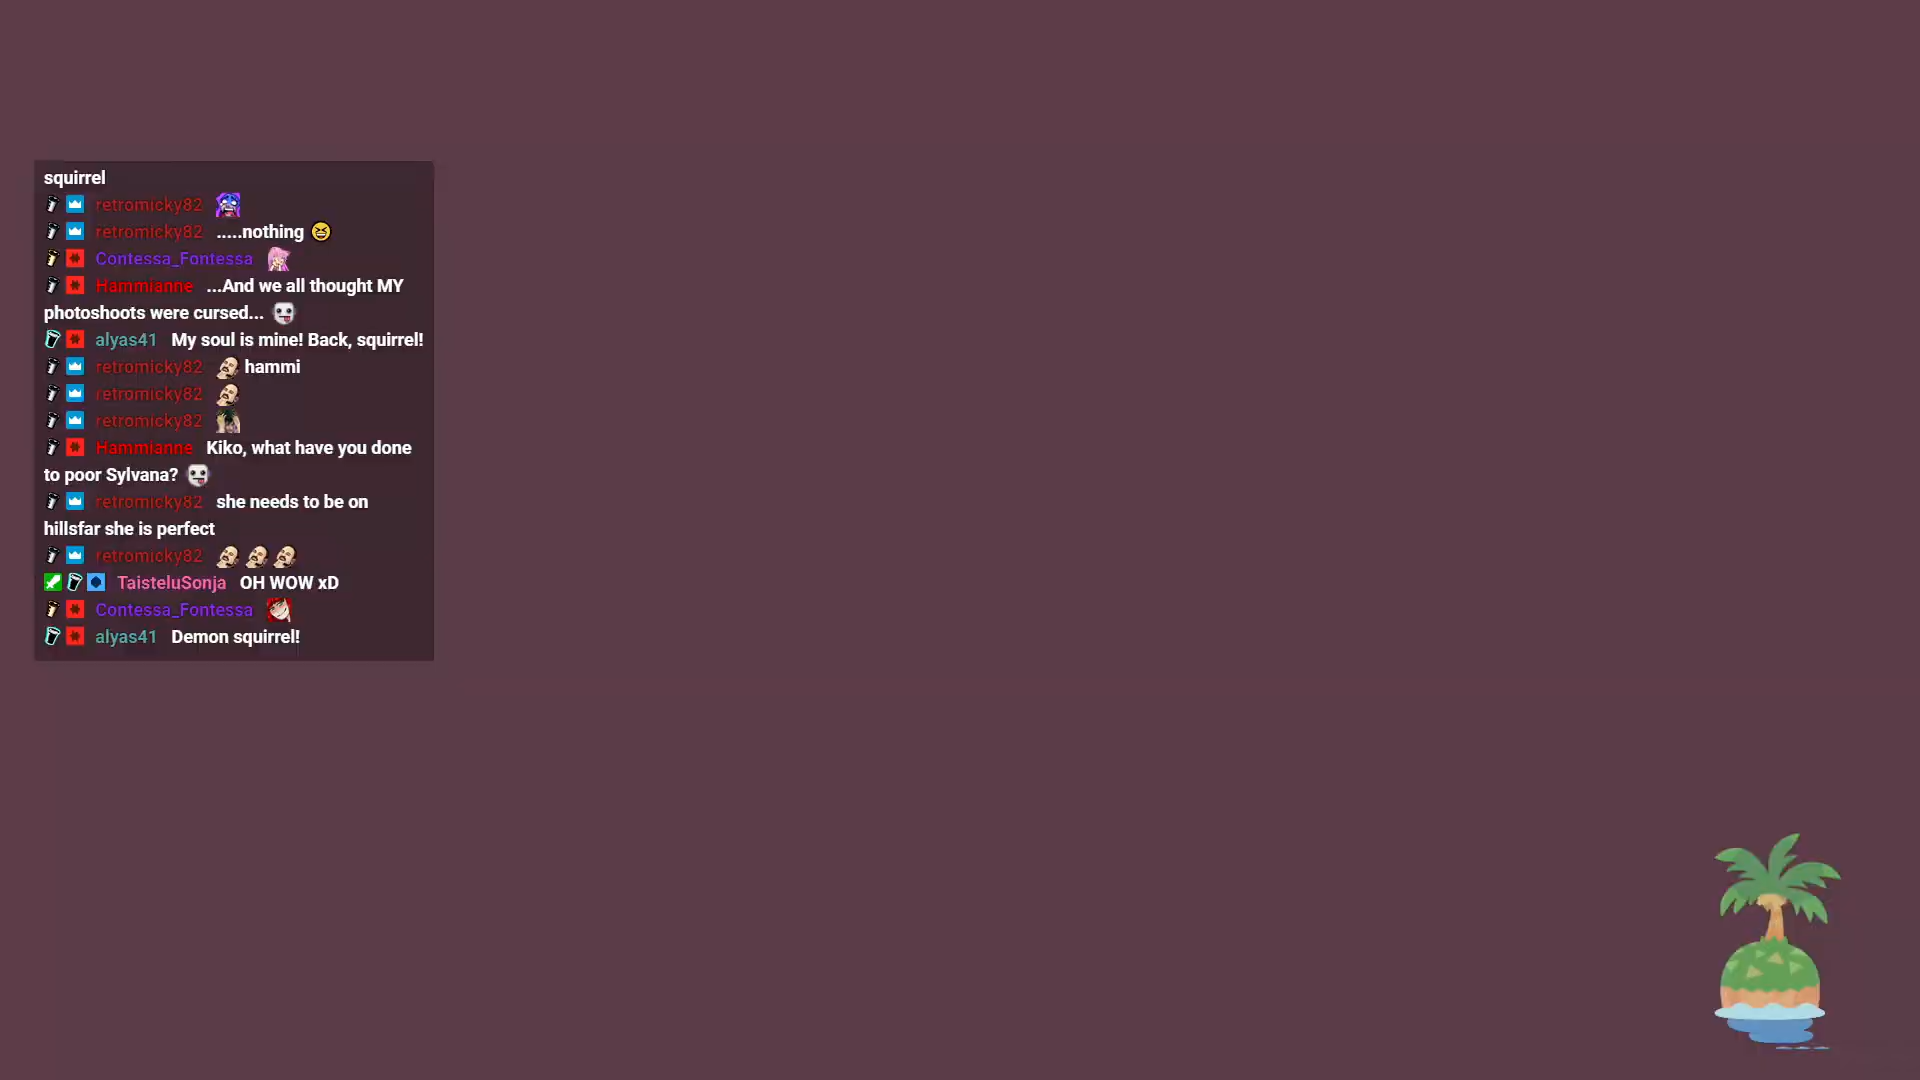 squirrel
retromicky82
retromicky82 .....nothing
Contessa_Fontessa
Hammianne ...And we all thought MY
photoshoots were cursed...
alyas41 My soul is mine! Back, squirrel!
retromicky82 hammi
retromicky82
retromicky82
Hammianne Kiko, what have you done
to poor Sylvana?
retromicky82 she needs to be on
hillsfar she is perfect
retromicky82
TaisteluSonja OH WOW xD
Contessa_Fontessa
alyas41 Demon squirrel!